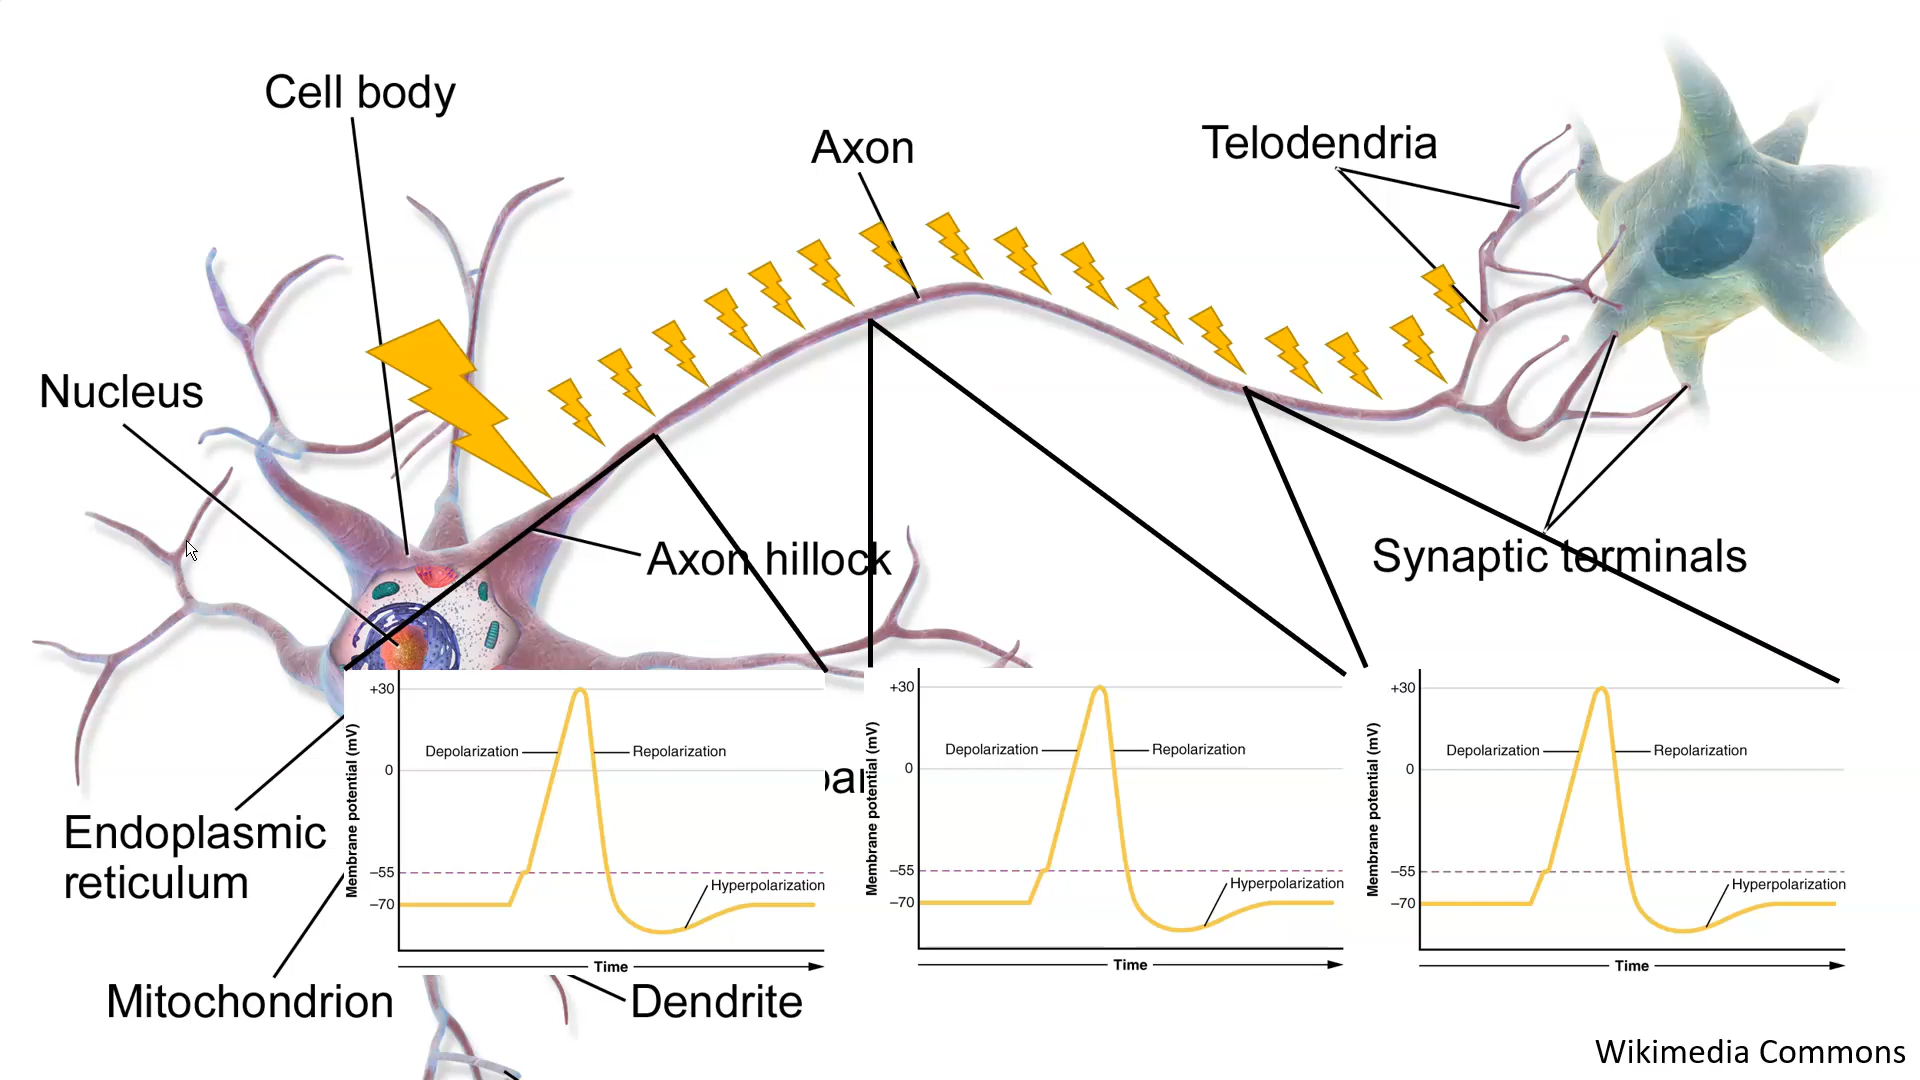 Cell body
Axon
Telodendria
Nucleus
Axon hillock
Synaptic terminals
Endoplasmic
reticulum
Mitochondrion
Dendrite
Membrane potential (mV)
+30
0
–55
–70
Depolarization
Repolarization
Hyperpolarization
Time
Membrane potential (mV)
+30
0
–55
–70
Depolarization
Repolarization
Hyperpolarization
Time
Membrane potential (mV)
+30
0
–55
–70
Depolarization
Repolarization
Hyperpolarization
Time
Wikimedia Commons